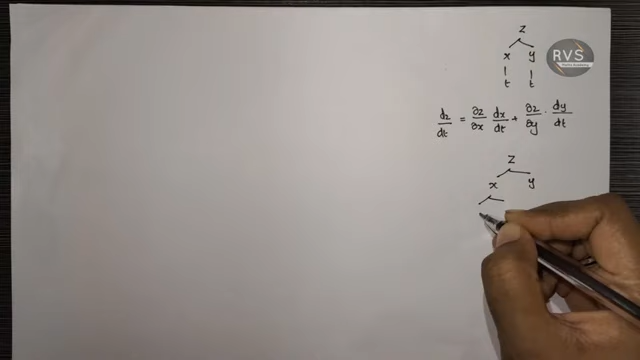 z
x y
t t
dz/dt = ∂z/∂x dx/dt + ∂z/∂y · dy/dt
z
x y
RVS